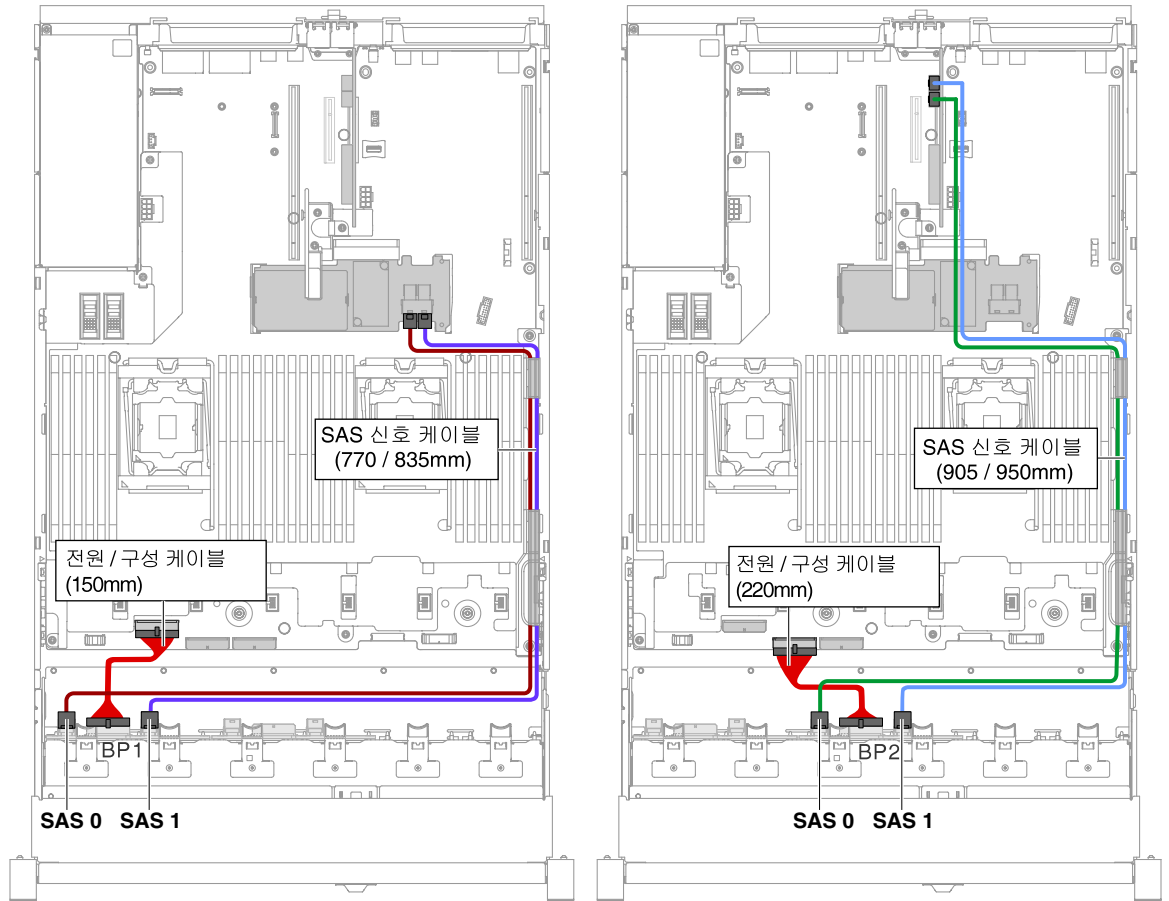 SAS 신호 케이블
(770 / 835mm)
전원 / 구성 케이블
(150mm)
BP1
SAS 0 SAS 1
SAS 신호 케이블
(905 / 950mm)
전원 / 구성 케이블
(220mm)
BP2
SAS 0 SAS 1